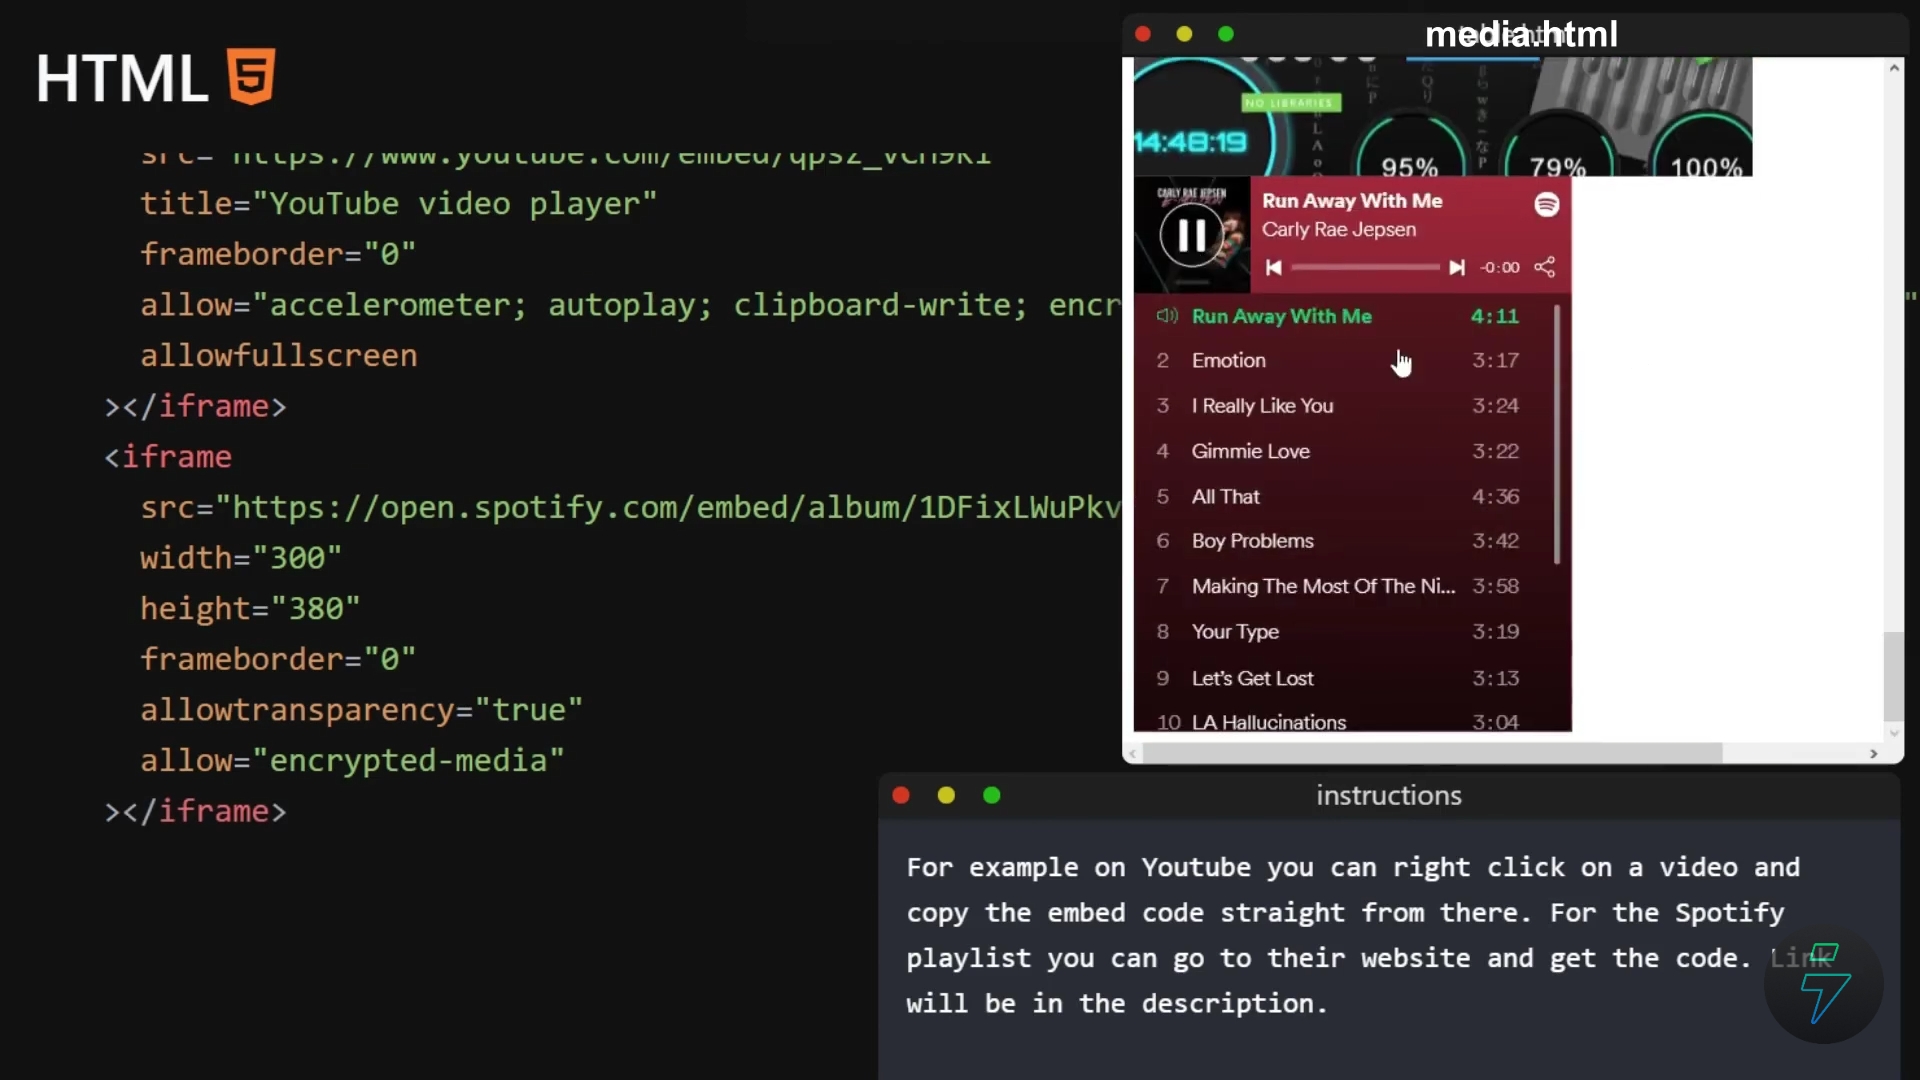 HTML
src="https://www.youtube.com/embed/
title="YouTube video player"
frameborder="0"
allow="accelerometer; autoplay; clipboard-write; encr
allowfullscreen
></iframe>
<iframe
src="https://open.spotify.com/embed/album/1DFixLWuPkv
width="300"
height="380"
frameborder="0"
allowtransparency="true"
allow="encrypted-media"
></iframe>
media.html
NO LIBRARIES
14:48:19
95%
79%
100%
CARLY RAE JEPSEN
Run Away With Me
Carly Rae Jepsen
-0:00
Run Away With Me 4:11
2 Emotion 3:17
3 I Really Like You 3:24
4 Gimmie Love 3:22
5 All That 4:36
6 Boy Problems 3:42
7 Making The Most Of The Ni... 3:58
8 Your Type 3:19
9 Let's Get Lost 3:13
10 LA Hallucinations 3:04
instructions
For example on Youtube you can right click on a video and
copy the embed code straight from there. For the Spotify
playlist you can go to their website and get the code. Link
will be in the description.